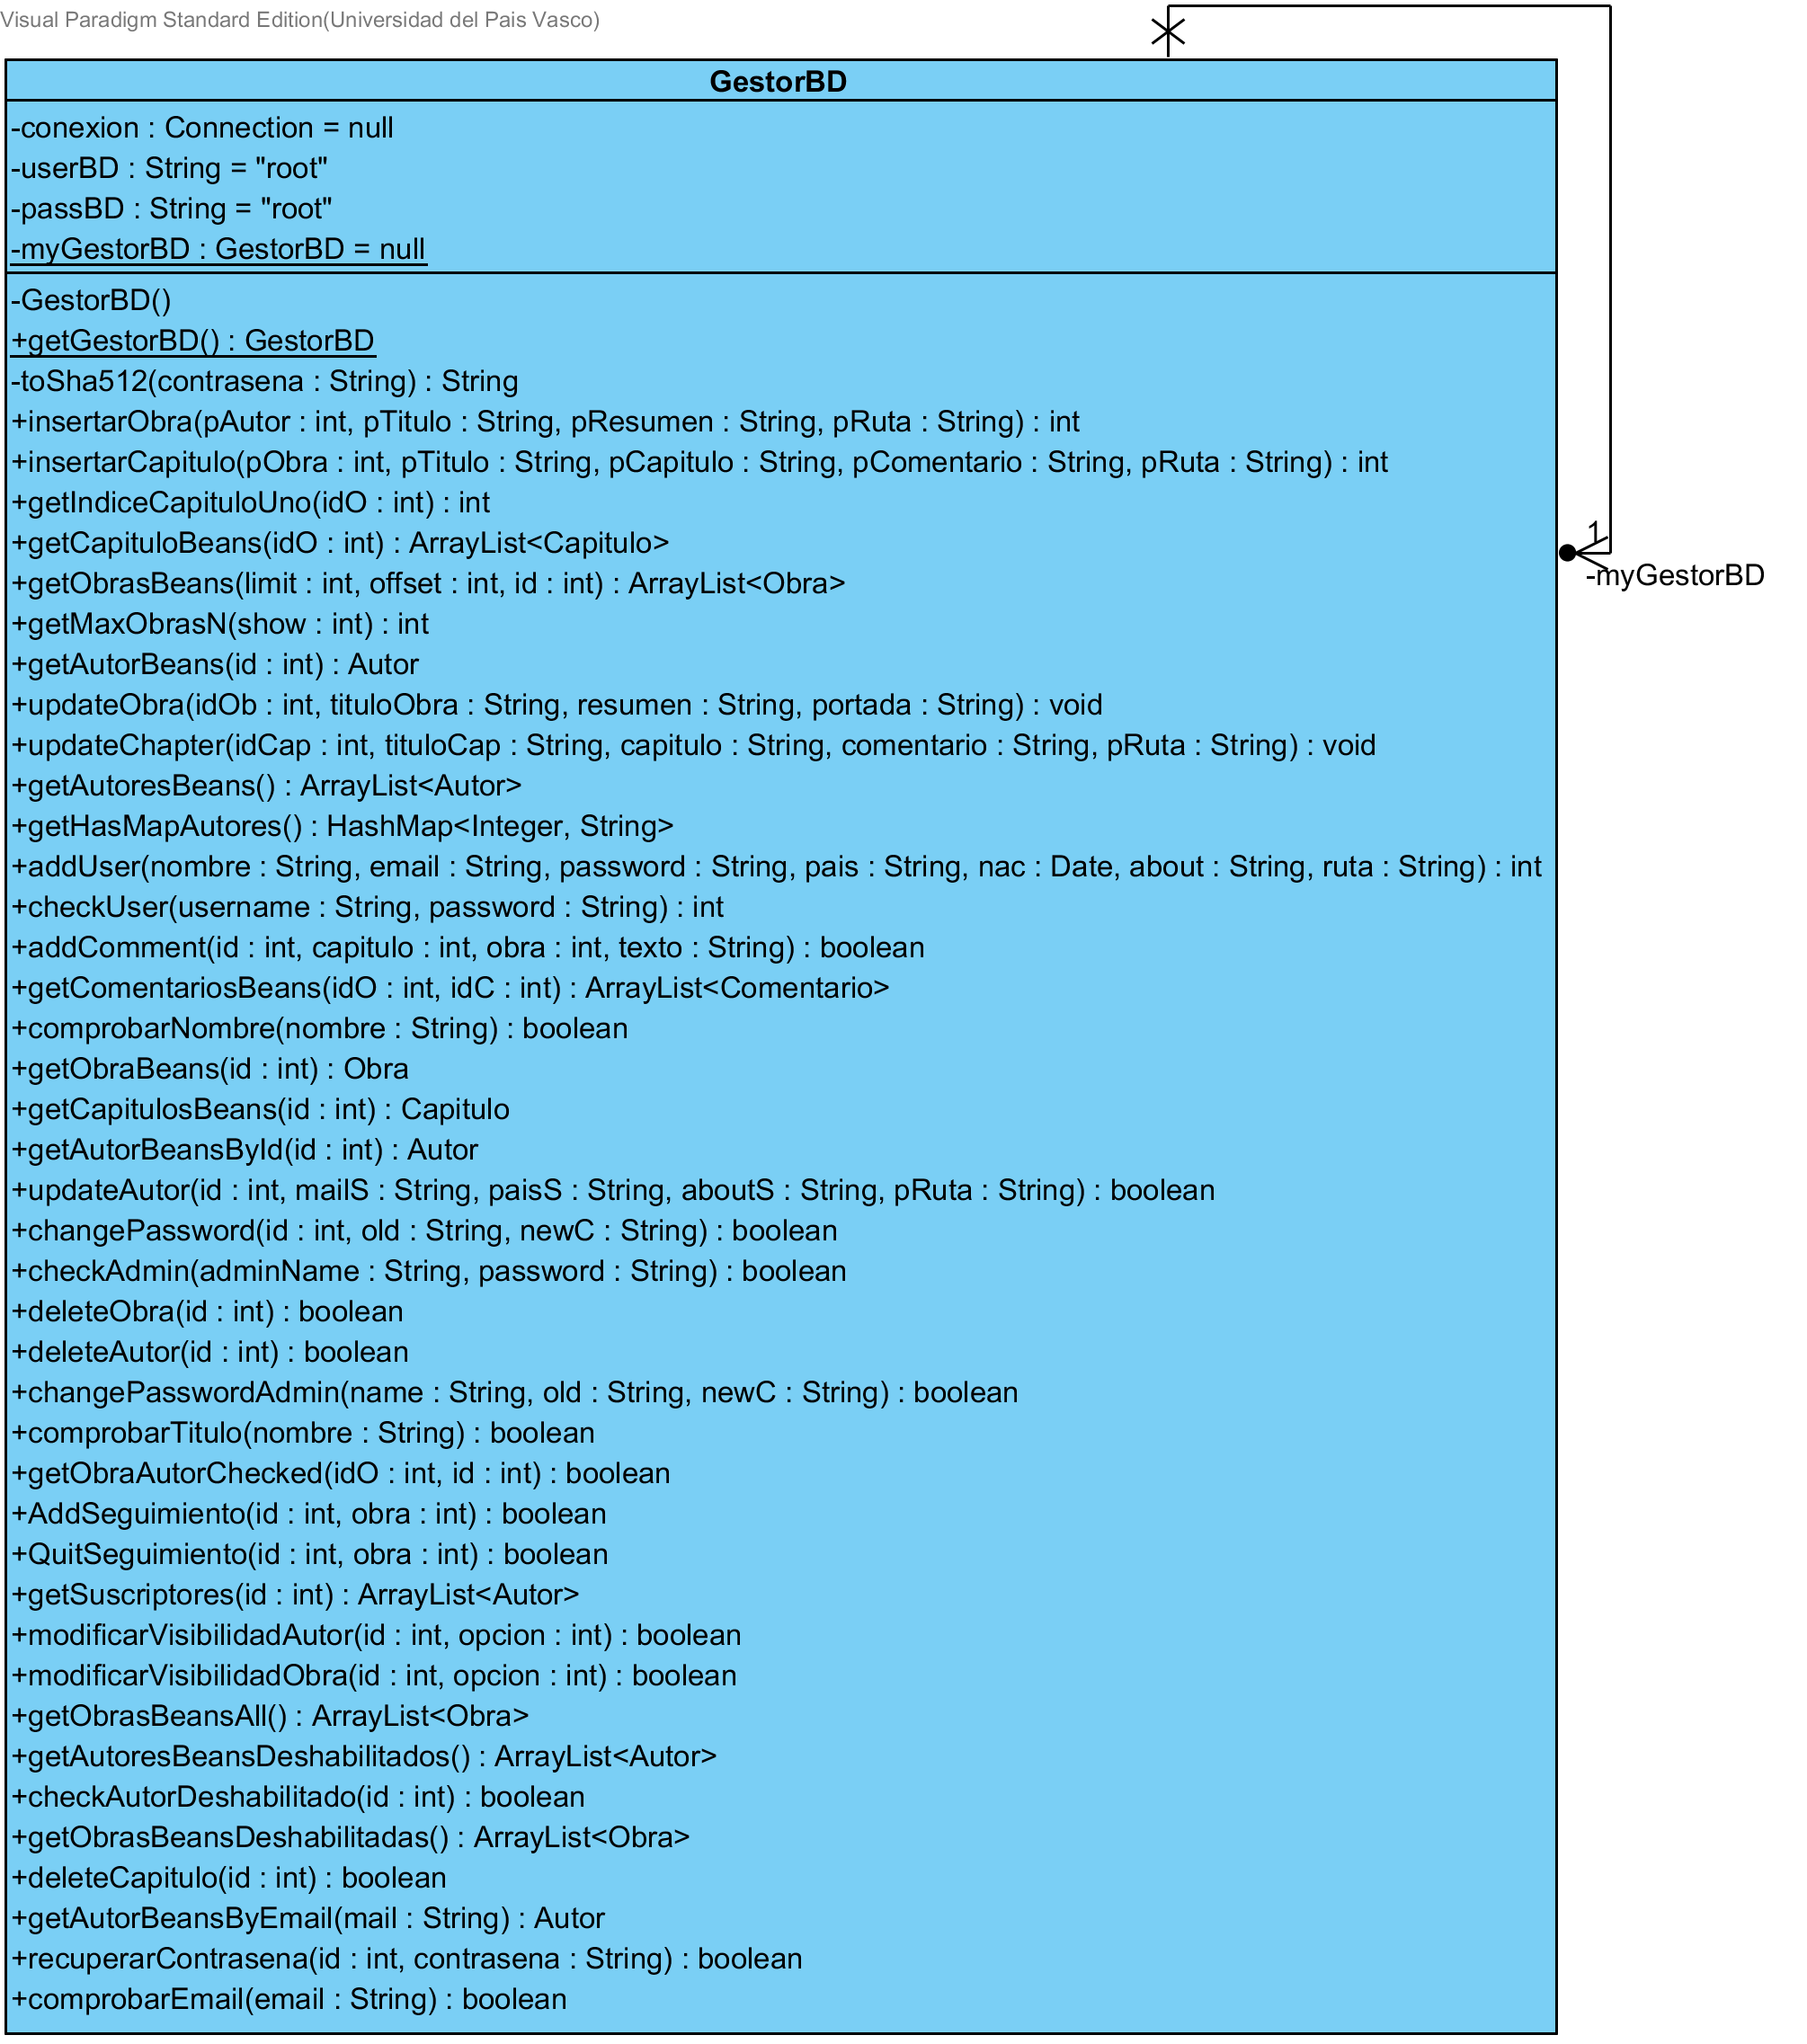 Visual Paradigm Standard Edition(Universidad del Pais Vasco)
GestorBD
-conexion : Connection = null
-userBD : String = "root"
-passBD : String = "root"
-myGestorBD : GestorBD = null
-GestorBD()
+getGestorBD() : GestorBD
-toSha512(contrasena : String) : String
+insertarObra(pAutor : int, pTitulo : String, pResumen : String, pRuta : String) : int
+insertarCapitulo(pObra : int, pTitulo : String, pCapitulo : String, pComentario : String, pRuta : String) : int
+getIndiceCapituloUno(idO : int) : int
+getCapituloBeans(idO : int) : ArrayList<Capitulo>
1
-myGestorBD
+getObrasBeans(limit : int, offset : int, id : int) : ArrayList<Obra>
+getMaxObrasN(show : int) : int
+getAutorBeans(id : int) : Autor
+updateObra(idOb : int, tituloObra : String, resumen : String, portada : String) : void
+updateChapter(idCap : int, tituloCap : String, capitulo : String, comentario : String, pRuta : String) : void
+getAutoresBeans() : ArrayList<Autor>
+getHasMapAutores() : HashMap<Integer, String>
+addUser(nombre : String, email : String, password : String, pais : String, nac : Date, about : String, ruta : String) : int
+checkUser(username : String, password : String) : int
+addComment(id : int, capitulo : int, obra : int, texto : String) : boolean
+getComentariosBeans(idO : int, idC : int) : ArrayList<Comentario>
+comprobarNombre(nombre : String) : boolean
+getObraBeans(id : int) : Obra
+getCapitulosBeans(id : int) : Capitulo
+getAutorBeansById(id : int) : Autor
+updateAutor(id : int, mailS : String, paisS : String, aboutS : String, pRuta : String) : boolean
+changePassword(id : int, old : String, newC : String) : boolean
+checkAdmin(adminName : String, password : String) : boolean
+deleteObra(id : int) : boolean
+deleteAutor(id : int) : boolean
+changePasswordAdmin(name : String, old : String, newC : String) : boolean
+comprobarTitulo(nombre : String) : boolean
+getObraAutorChecked(idO : int, id : int) : boolean
+AddSeguimiento(id : int, obra : int) : boolean
+QuitSeguimiento(id : int, obra : int) : boolean
+getSuscriptores(id : int) : ArrayList<Autor>
+modificarVisibilidadAutor(id : int, opcion : int) : boolean
+modificarVisibilidadObra(id : int, opcion : int) : boolean
+getObrasBeansAll() : ArrayList<Obra>
+getAutoresBeansDeshabilitados() : ArrayList<Autor>
+checkAutorDeshabilitado(id : int) : boolean
+getObrasBeansDeshabilitadas() : ArrayList<Obra>
+deleteCapitulo(id : int) : boolean
+getAutorBeansByEmail(mail : String) : Autor
+recuperarContrasena(id : int, contrasena : String) : boolean
+comprobarEmail(email : String) : boolean